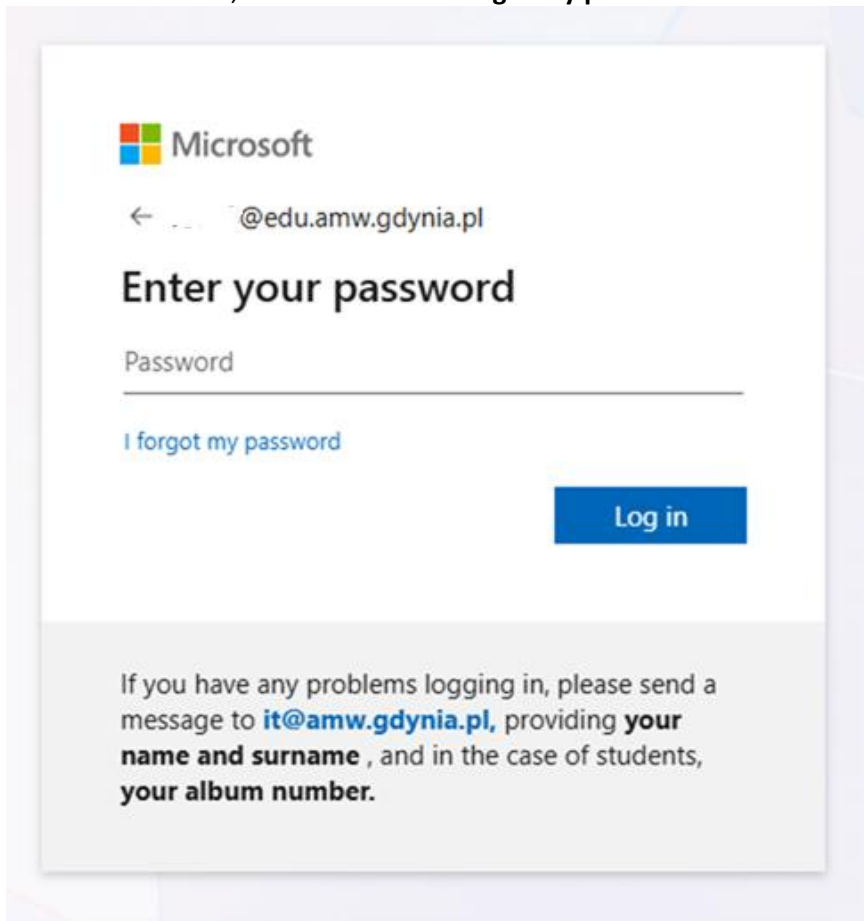 Microsoft
@edu.amw.gdynia.pl
Enter your password
Password
I forgot my password
Log in
If you have any problems logging in, please send a
message to it@amw.gdynia.pl, providing your
name and surname , and in the case of students,
your album number.